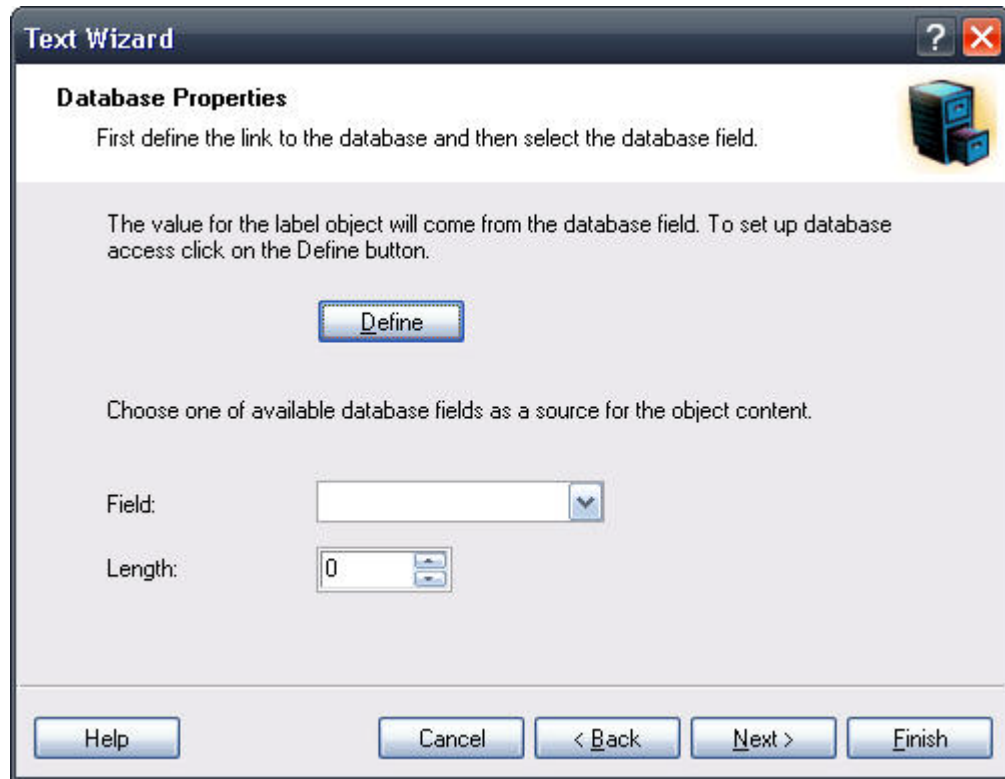 Text Wizard
?
Database Properties
First define the link to the database and then select the database field.
The value for the label object will come from the database field. To set up database
access click on the Define button.
Define
Choose one of available database fields as a source for the object content.
Field:
Length:
0
Help
Cancel
< Back
Next >
Finish